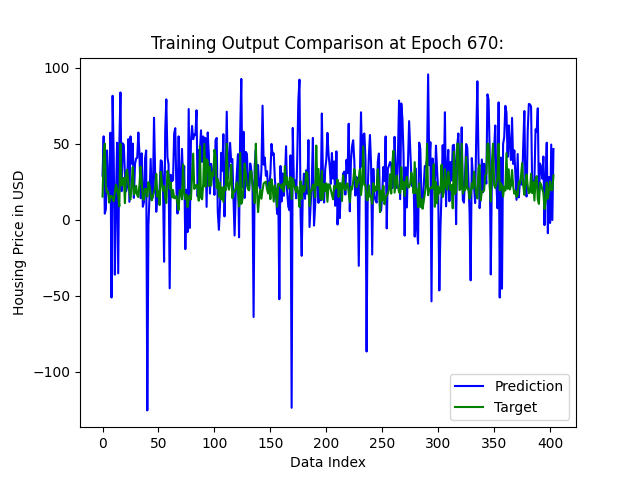 Training Output Comparison at Epoch 670:
100
50
0
−50
−100
Housing Price in USD
0 50 100 150 200 250 300 350 400
Data Index
Prediction
Target